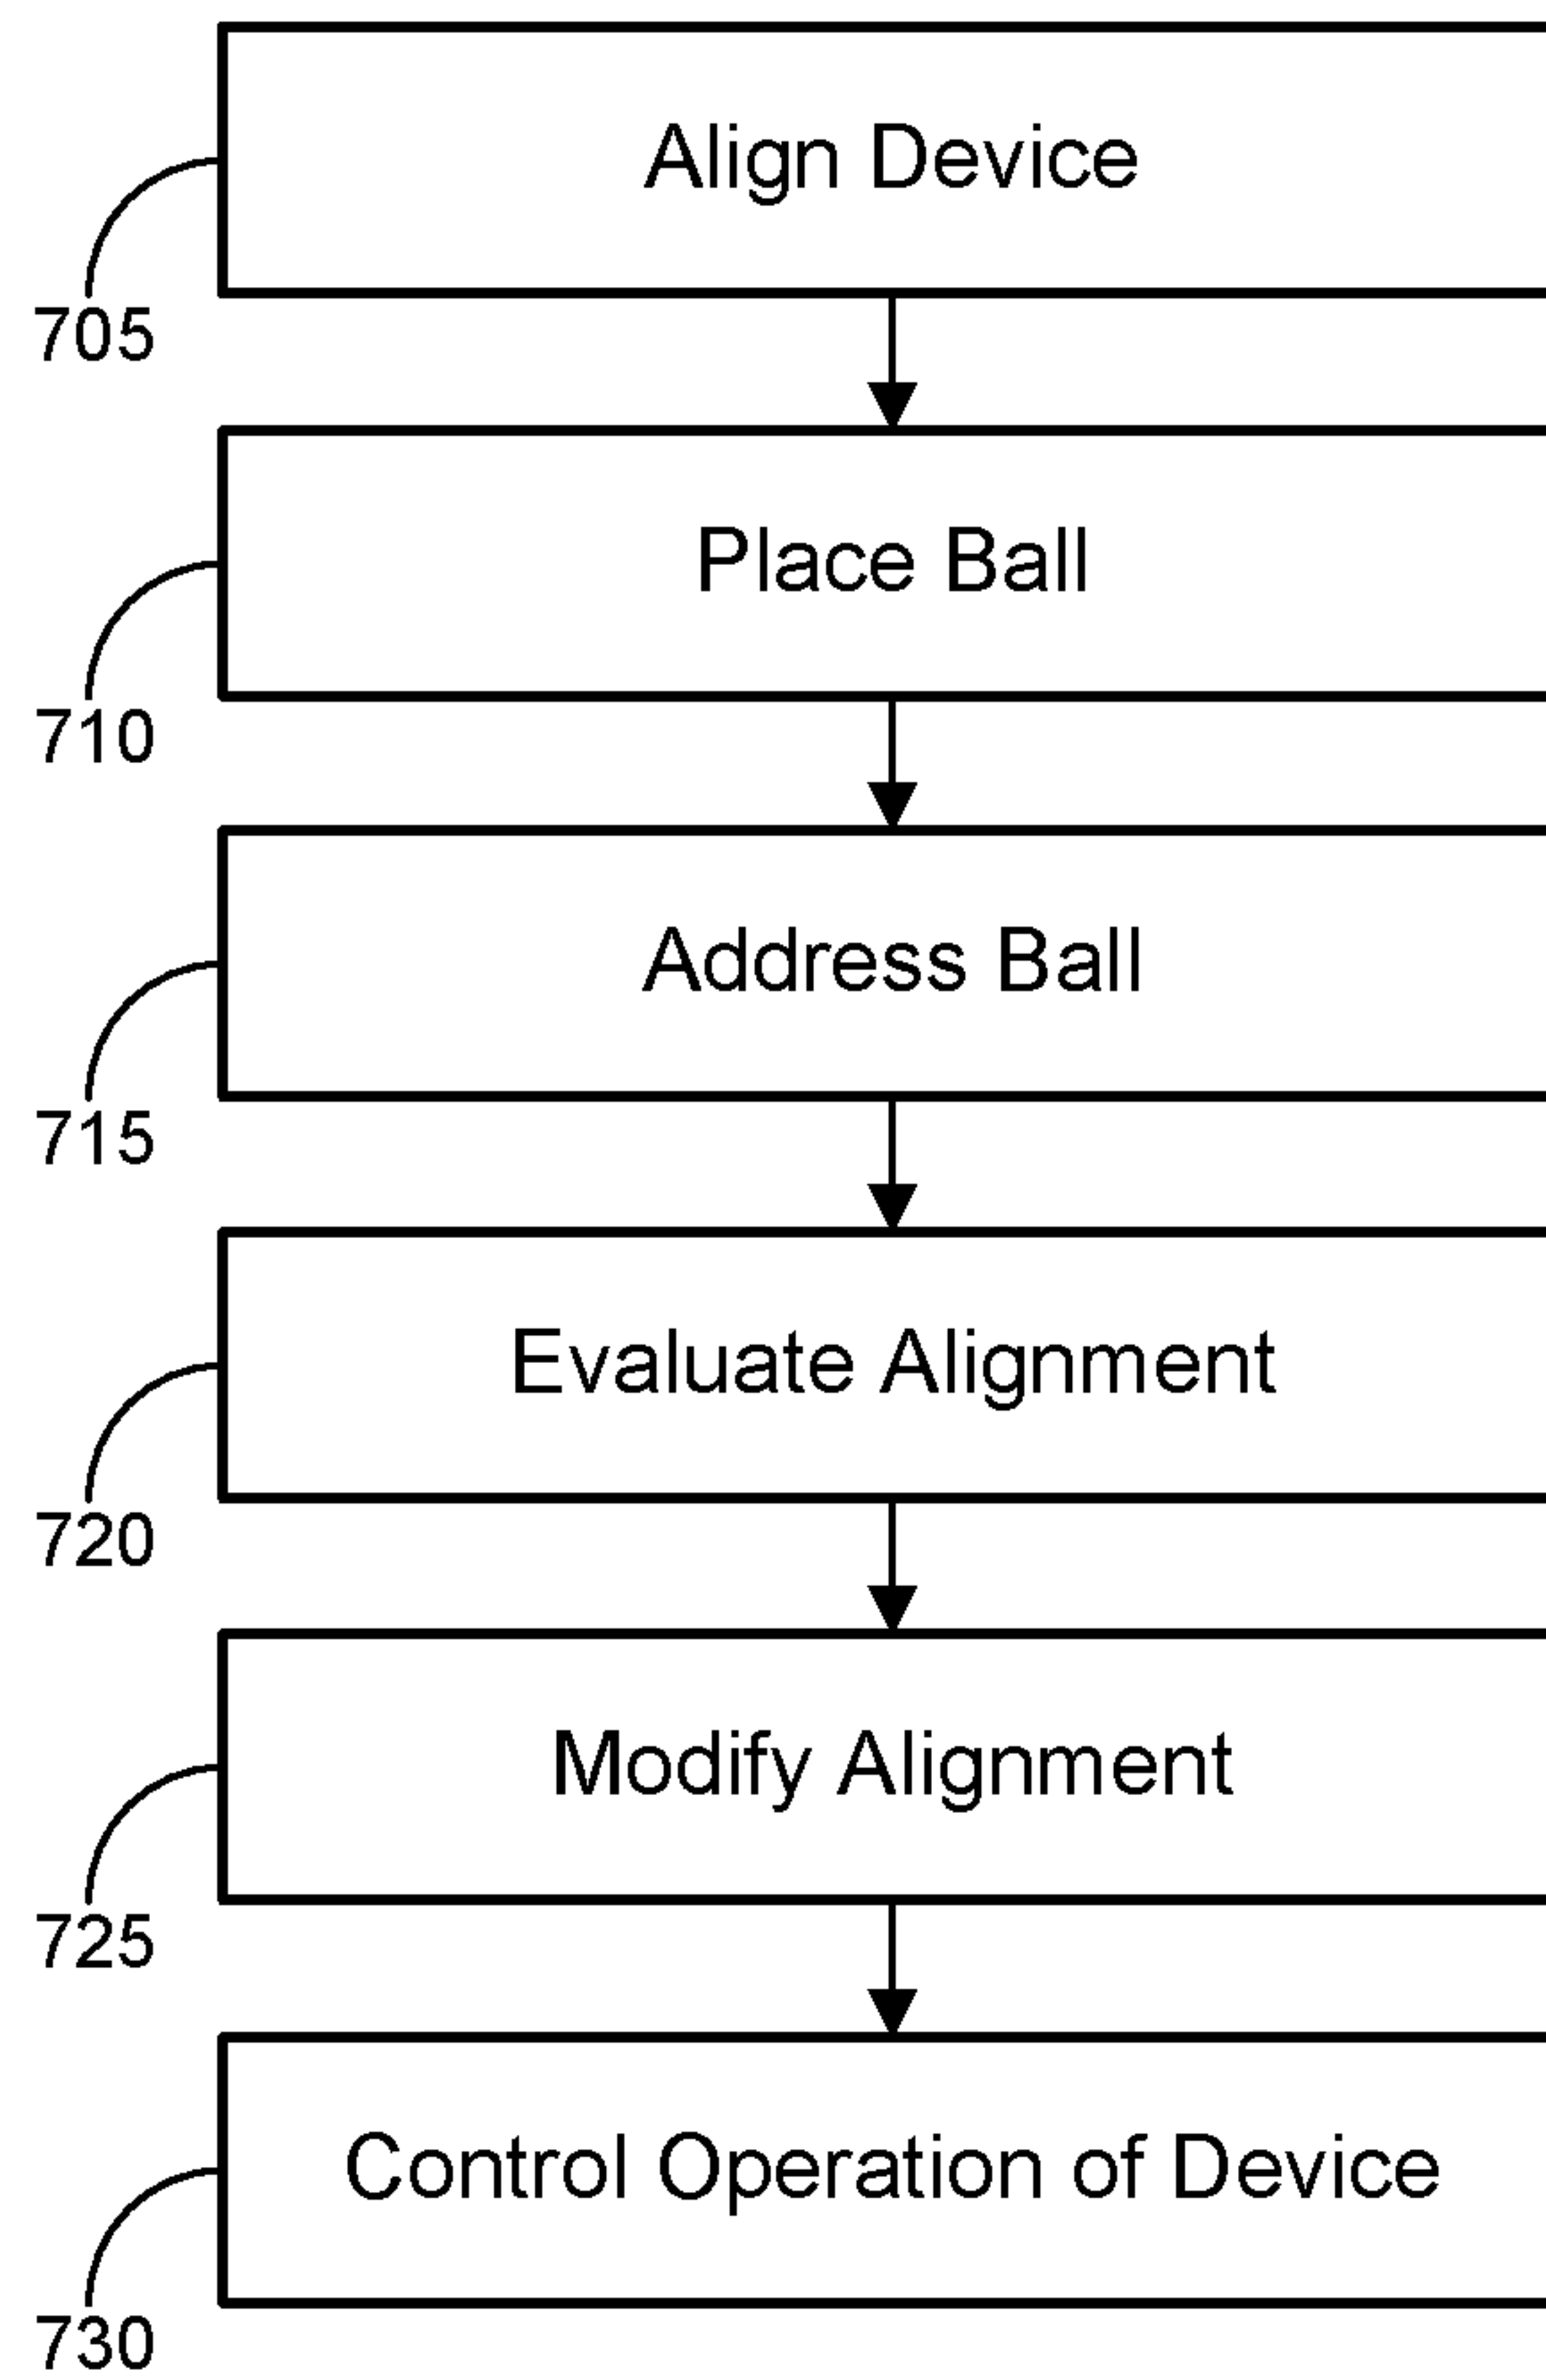 Align Device
705
Place Ball
710
Address Ball
715
Evaluate Alignment
720
Modify Alignment
725
Control Operation of Device
730